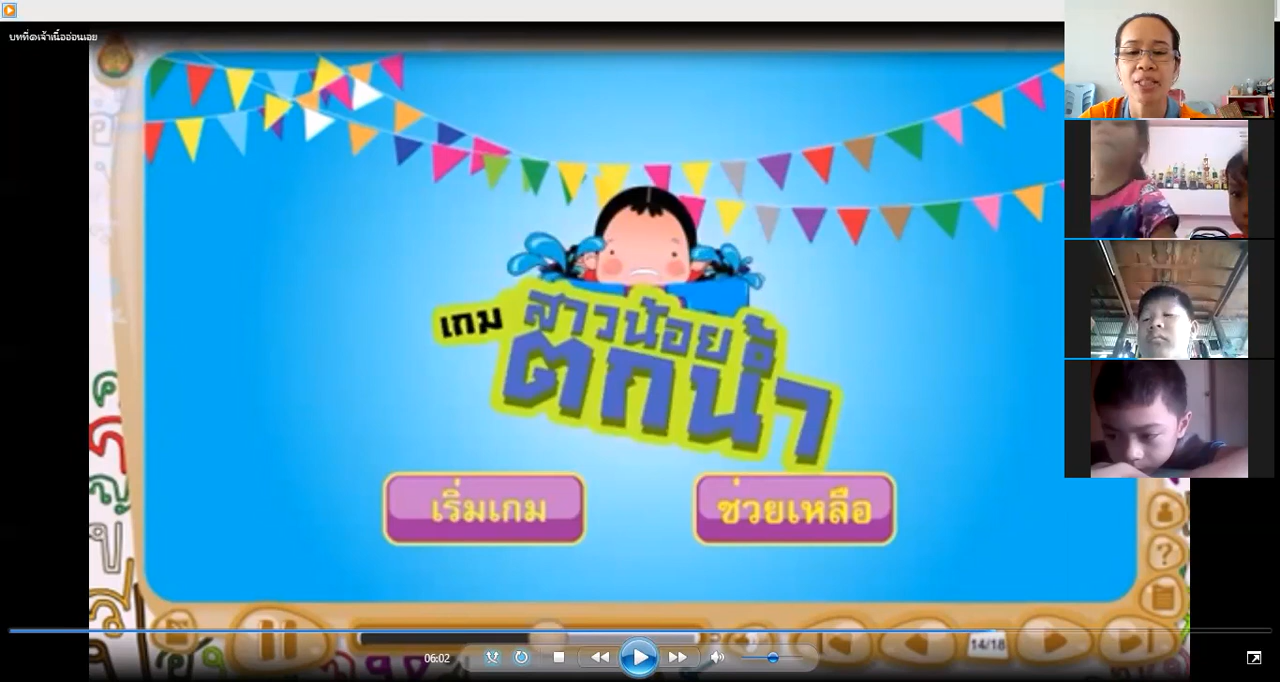 บทที่๑เจ้าเนื้ออ่อนเอย
เกม สาวน้อย
ตกน้ำ
เริ่มเกม
ช่วยเหลือ
14/18
06:02